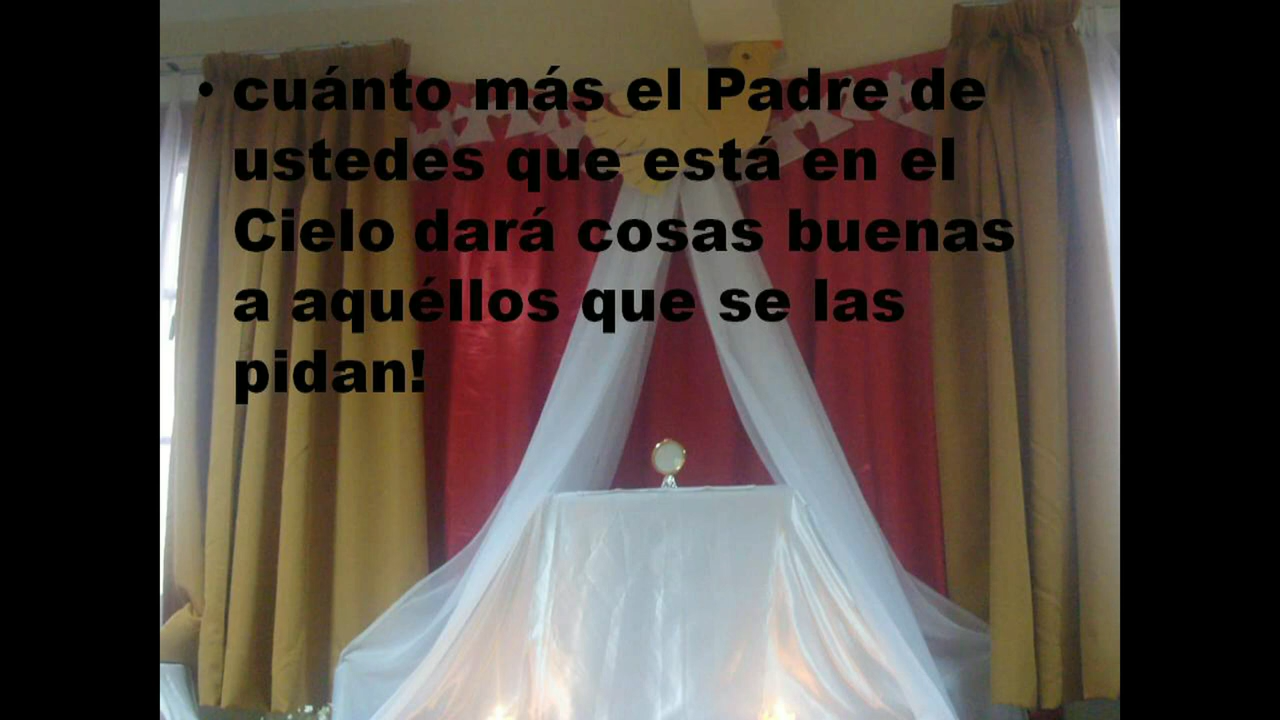 • cuánto más el Padre de
ustedes que está en el
Cielo dará cosas buenas
a aquéllos que se las
pidan!